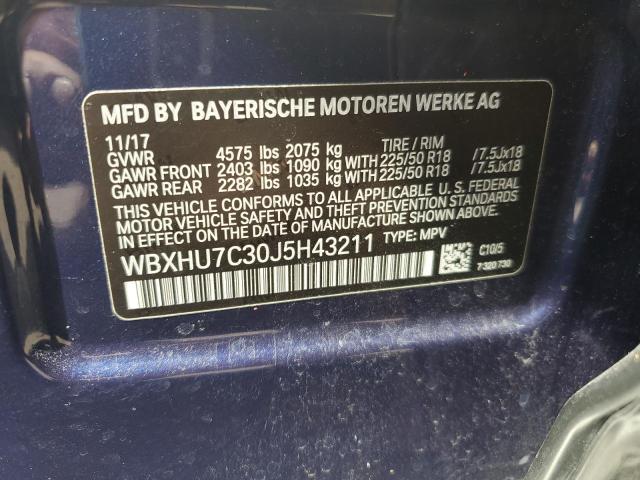 MFD BY BAYERISCHE MOTOREN WERKE AG
11/17 TIRE / RIM
GVWR 4575 lbs 2075 kg
GAWR FRONT 2403 lbs 1090 kg WITH 225/50 R18 /7.5Jx18
GAWR REAR 2282 lbs 1035 kg WITH 225/50 R18 /7.5Jx18
THIS VEHICLE CONFORMS TO ALL APPLICABLE U. S. FEDERAL
MOTOR VEHICLE SAFETY AND THEFT PREVENTION STANDARDS
IN EFFECT ON THE DATE OF MANUFACTURE SHOWN ABOVE.
WBXHU7C30J5H43211 TYPE: MPV
C10/5
7 320 730